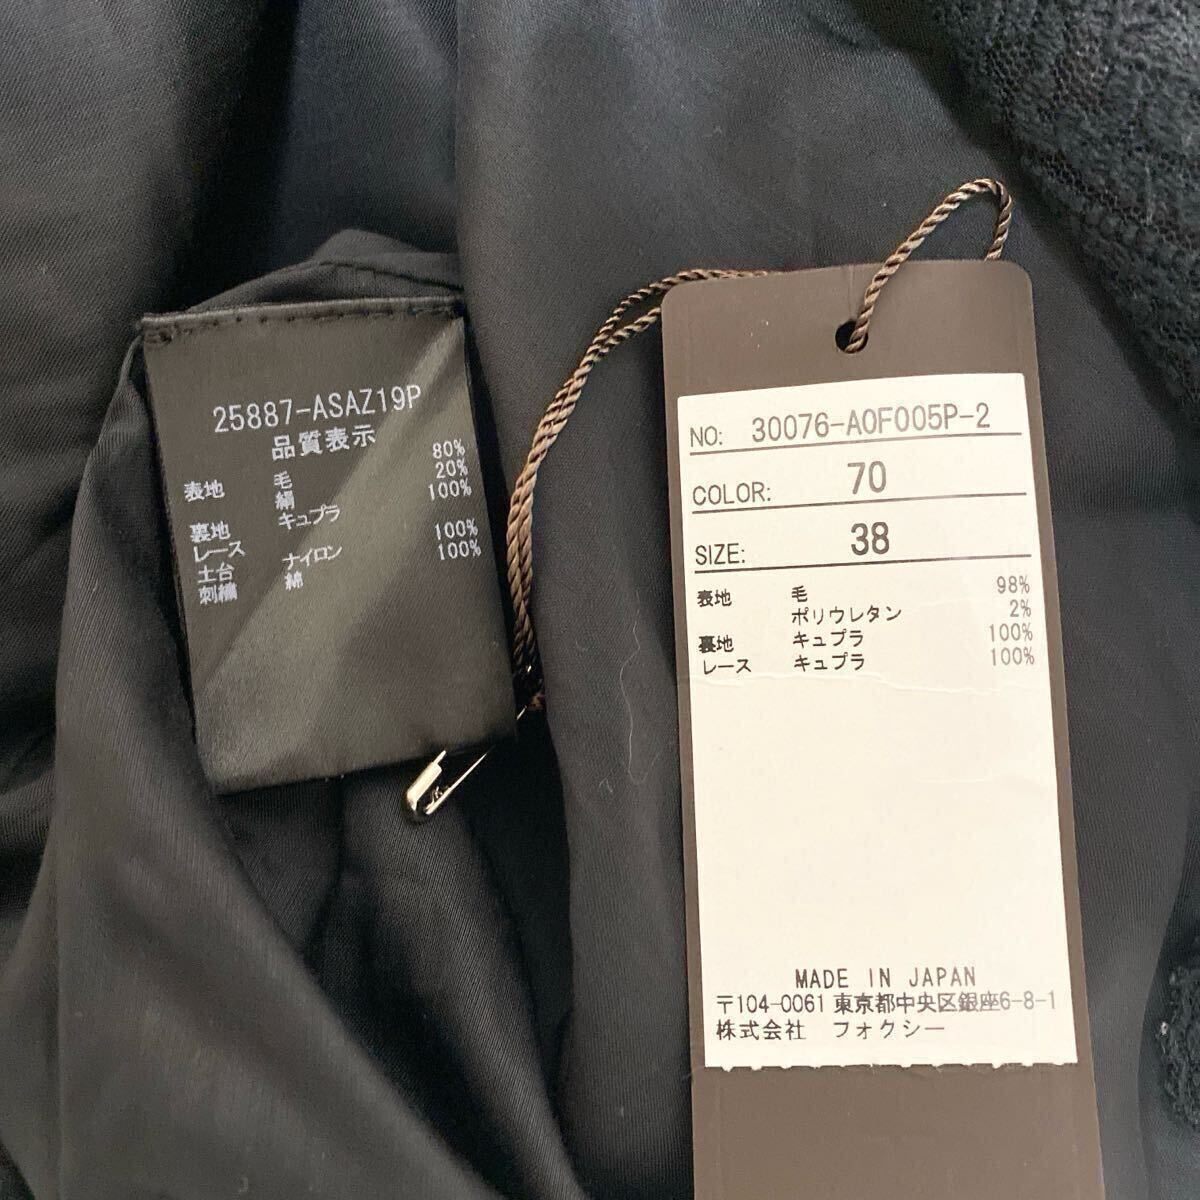 25887-ASAZ19P
品質表示
表地 毛 80%
絹 20%
裏地 キュプラ 100%
レース
土台 ナイロン 100%
刺繍 綿 100%
NO: 30076-A0F005P-2
COLOR: 70
SIZE: 38
表地 毛 98%
ポリウレタン 2%
裏地 キュプラ 100%
レース キュプラ 100%
MADE IN JAPAN
〒104-0061 東京都中央区銀座6-8-1
株式会社 フォクシー